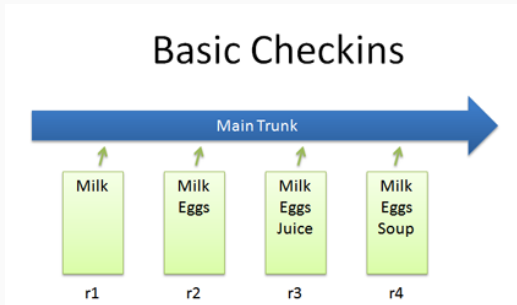 Basic Checkins
Main Trunk
Milk
Milk
Eggs
Milk
Eggs
Juice
Milk
Eggs
Soup
r1
r2
r3
r4